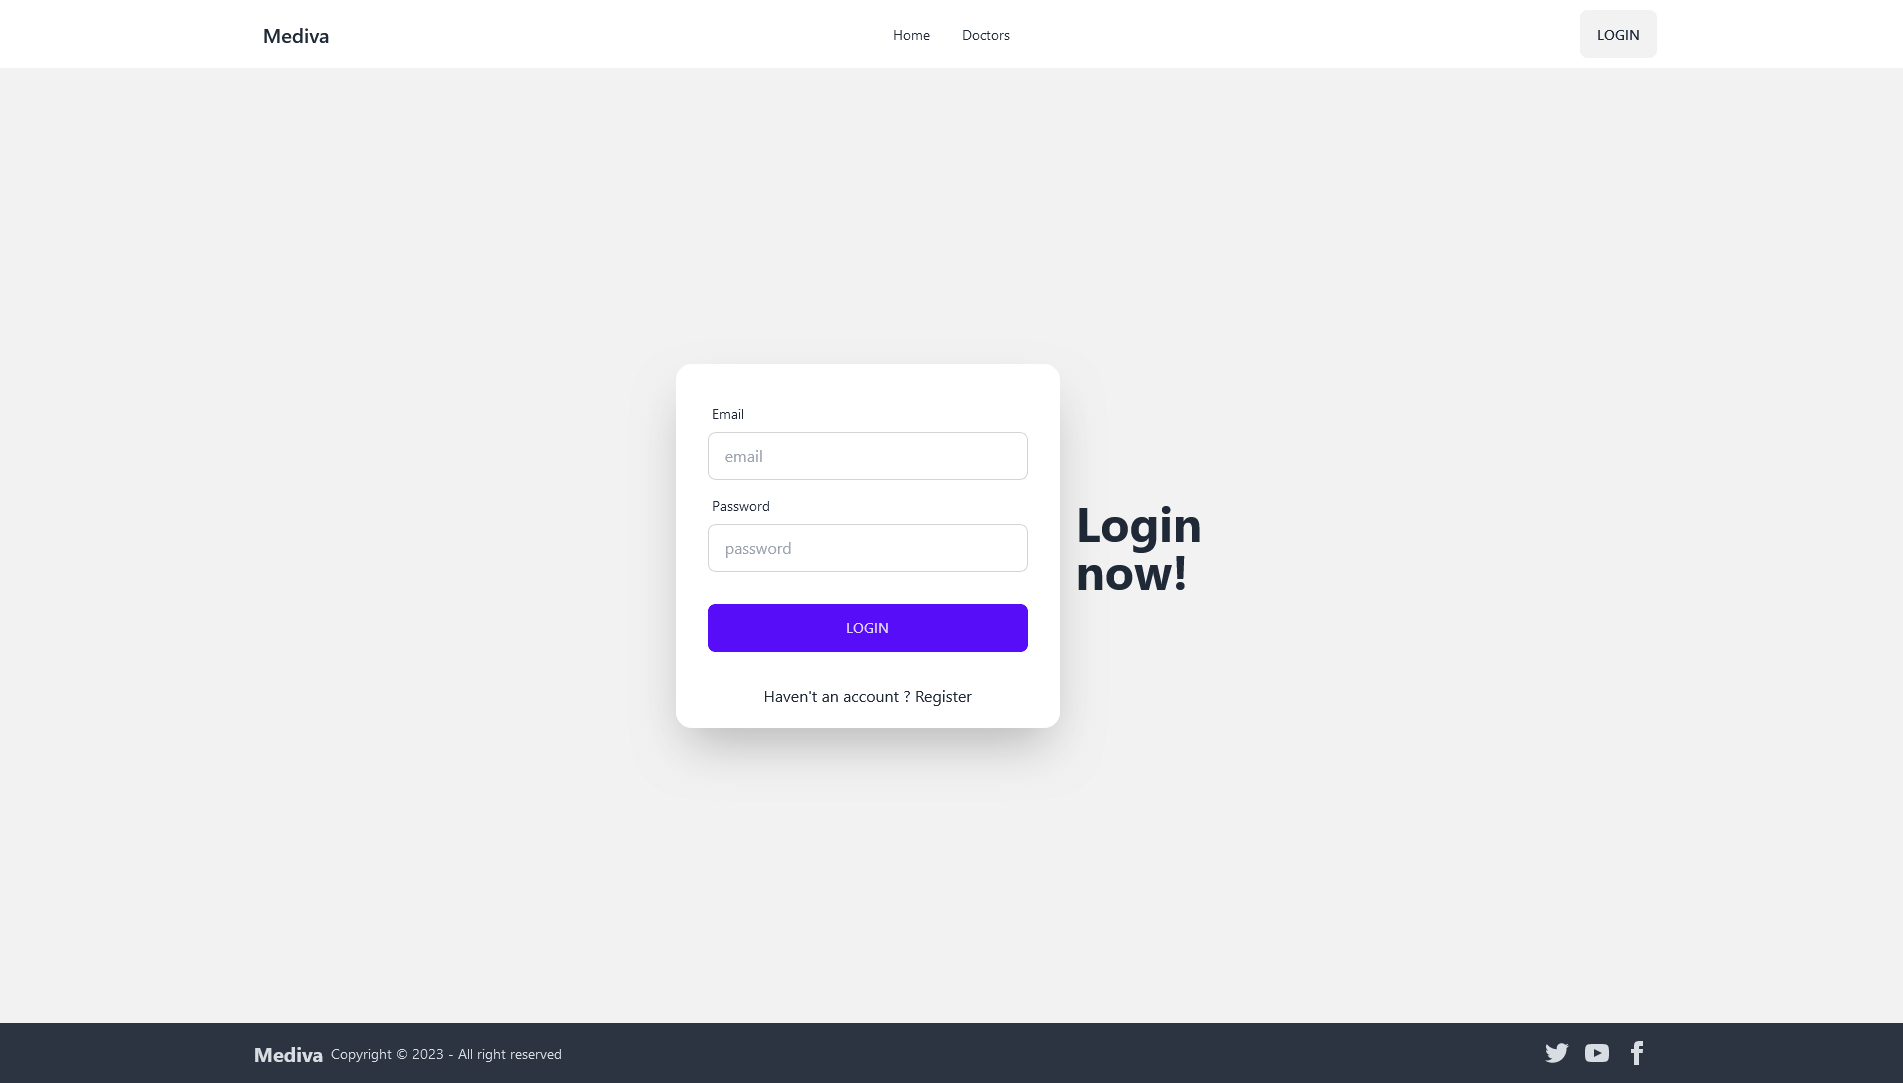 Mediva
Home Doctors
LOGIN
Email
email
Password
password
LOGIN
Haven't an account ? Register
Login
now!
Mediva Copyright © 2023 - All right reserved